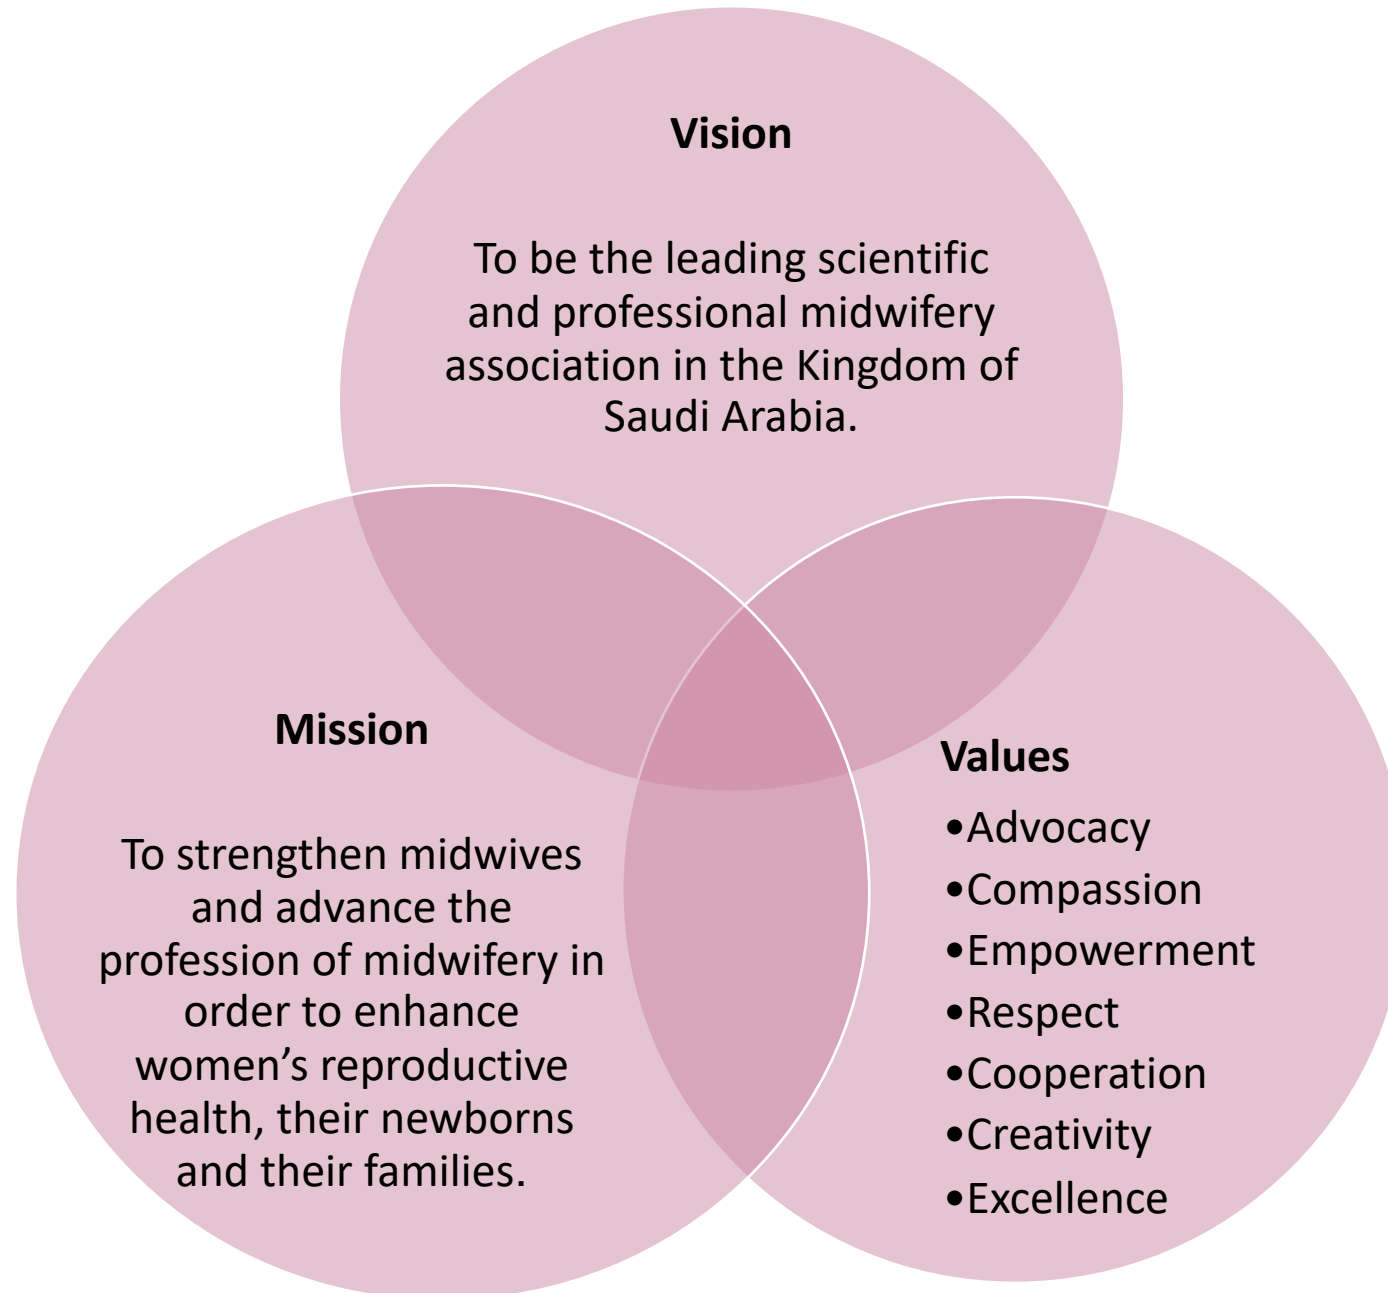 Vision
To be the leading scientific
and professional midwifery
association in the Kingdom of
Saudi Arabia.
Mission
To strengthen midwives
and advance the
profession of midwifery in
order to enhance
women’s reproductive
health, their newborns
and their families.
Values
•Advocacy
•Compassion
•Empowerment
•Respect
•Cooperation
•Creativity
•Excellence